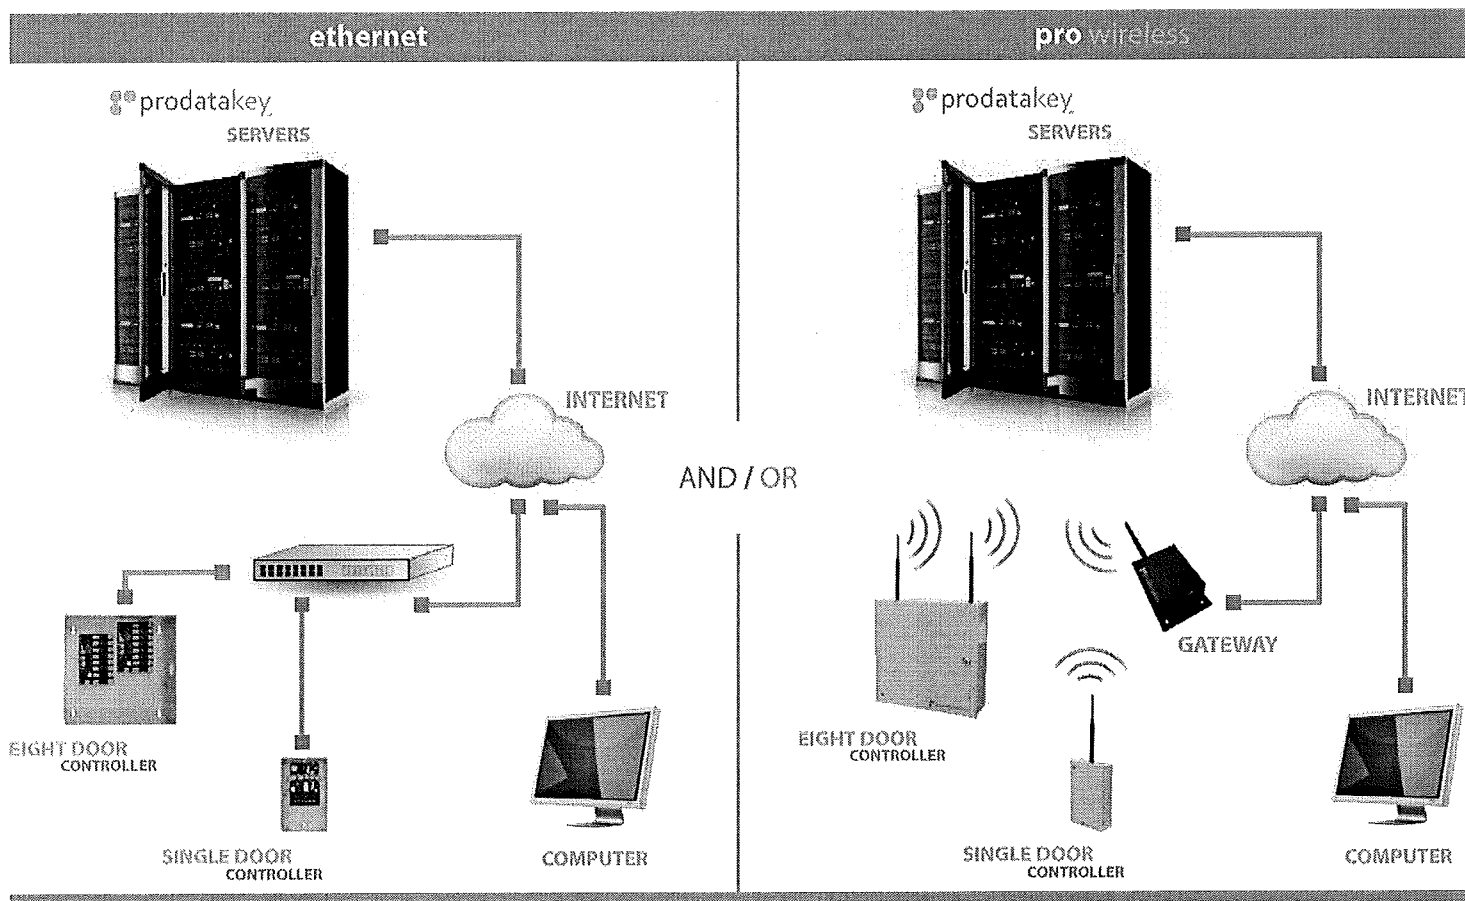 ethernet
pro wireless
prodatakey
SERVERS
INTERNET
EIGHT DOOR
CONTROLLER
SINGLE DOOR
CONTROLLER
COMPUTER
AND / OR
prodatakey
SERVERS
INTERNET
GATEWAY
EIGHT DOOR
CONTROLLER
SINGLE DOOR
CONTROLLER
COMPUTER